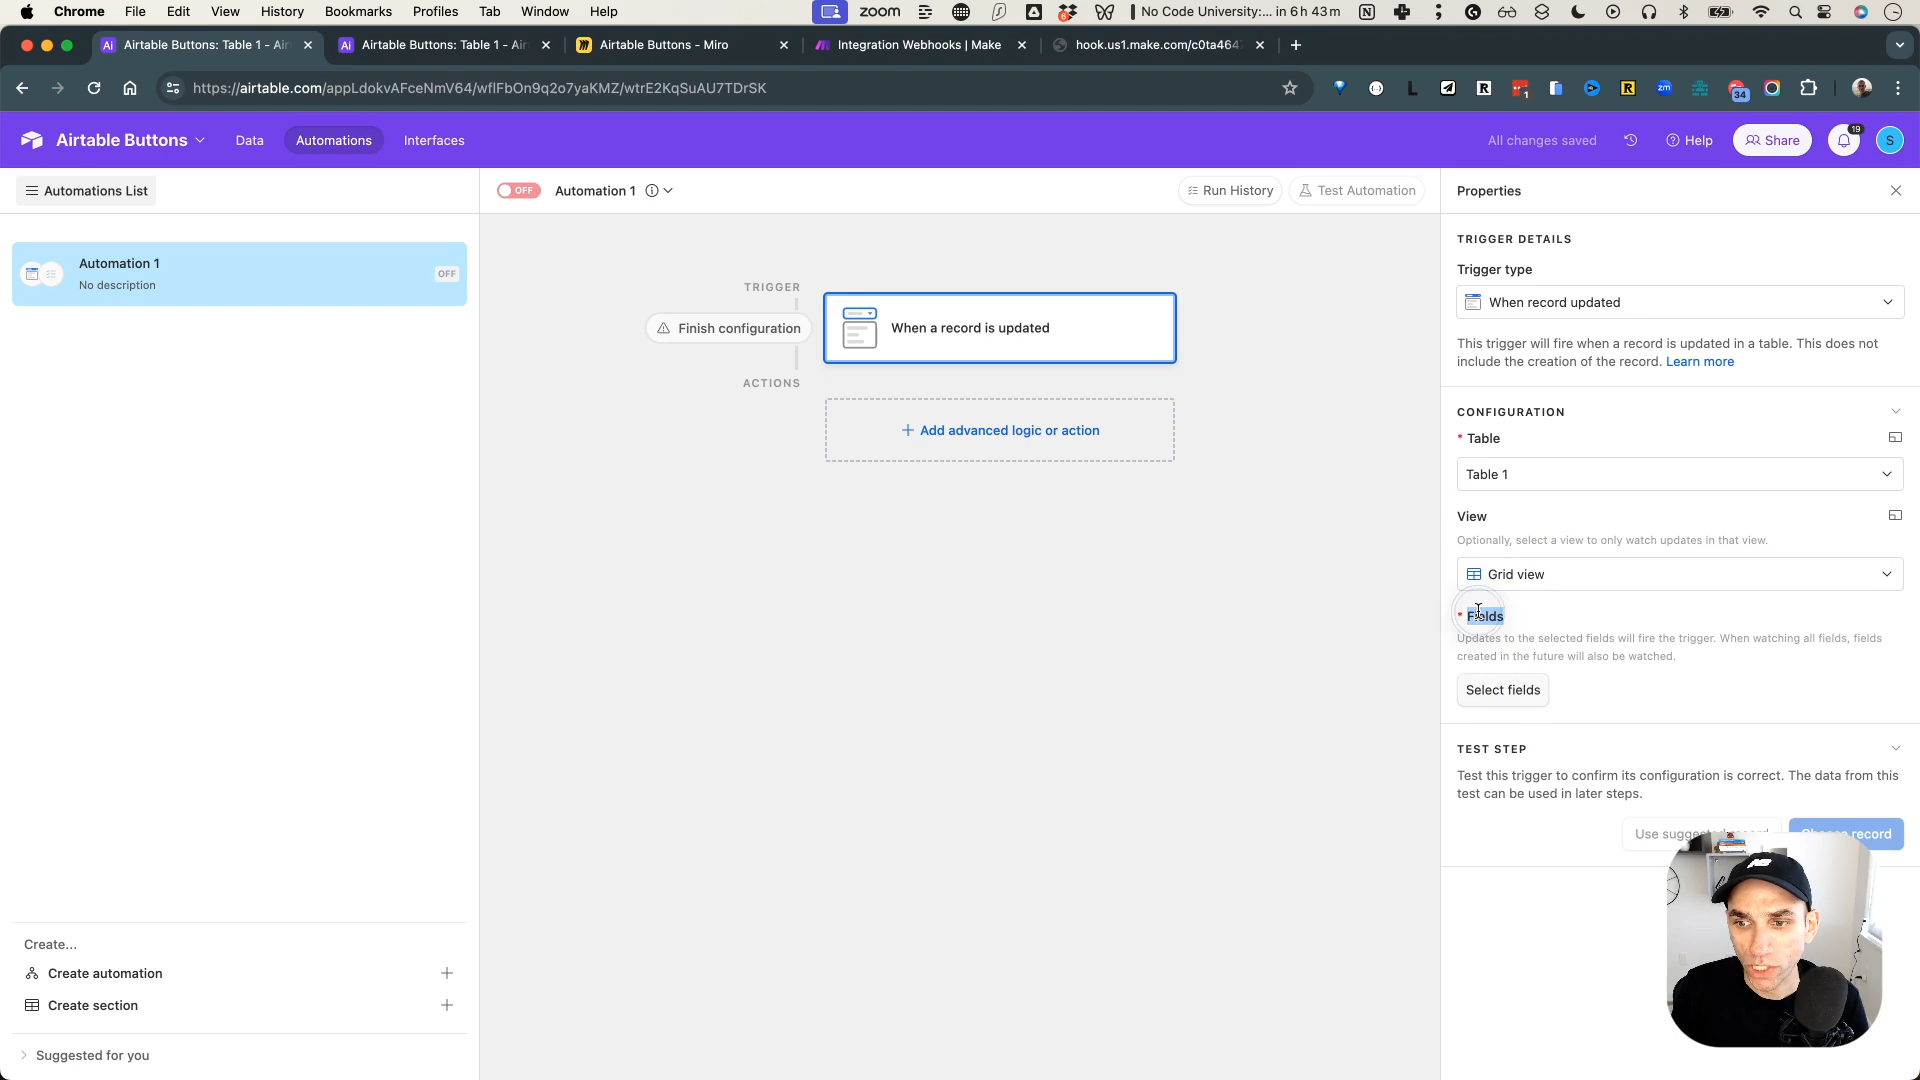 Chrome File Edit View History Bookmarks Profiles Tab Window Help zoom No Code University:... in 6 h 43 m
Airtable Buttons: Table 1 - Air
Airtable Buttons: Table 1 - Air
Airtable Buttons - Miro
Integration Webhooks | Make
hook.us1.make.com/c0ta464
https://airtable.com/appLdokvAFceNmV64/wflFbOn9q2o7yaKMZ/wtrE2KqSuAU7TDrSK
34
Airtable Buttons
Data
Automations
Interfaces
All changes saved
Help
Share
19
S
Automations List
OFF
Automation 1
Run History
Test Automation
Properties
Automation 1
No description
OFF
TRIGGER
Finish configuration
When a record is updated
ACTIONS
Add advanced logic or action
TRIGGER DETAILS
Trigger type
When record updated
This trigger will fire when a record is updated in a table. This does not
include the creation of the record. Learn more
CONFIGURATION
* Table
Table 1
View
Optionally, select a view to only watch updates in that view.
Grid view
* Fields
Updates to the selected fields will fire the trigger. When watching all fields, fields
created in the future will also be watched.
Select fields
TEST STEP
Test this trigger to confirm its configuration is correct. The data from this
test can be used in later steps.
Use record
Create...
Create automation
Create section
Suggested for you